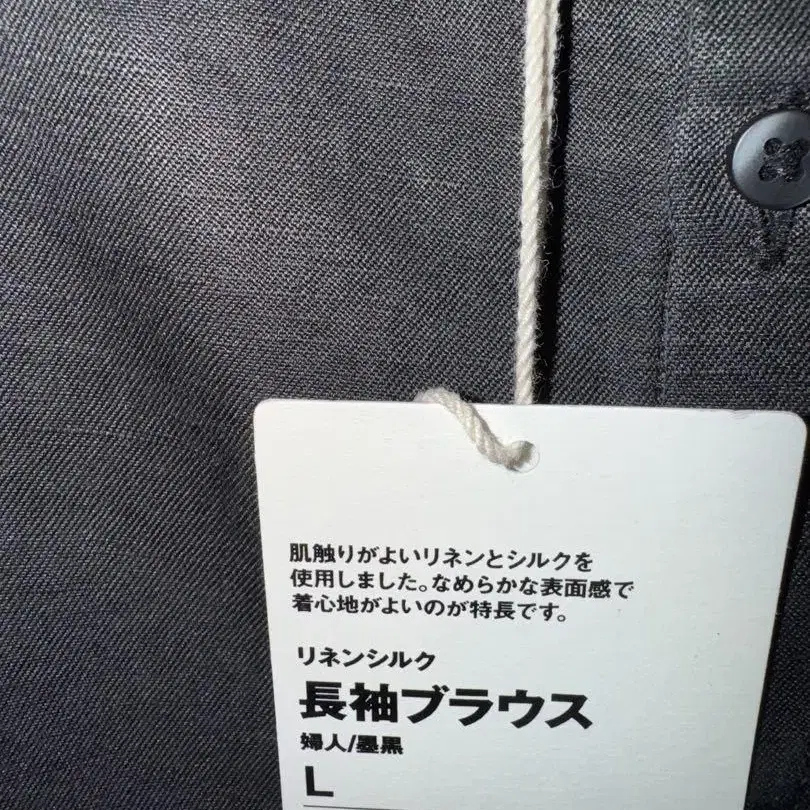 肌触りがよいリネンとシルクを
使用しました。なめらかな表面感で
着心地がよいのが特長です。
リネンシルク
長袖ブラウス
婦人/墨黒
L